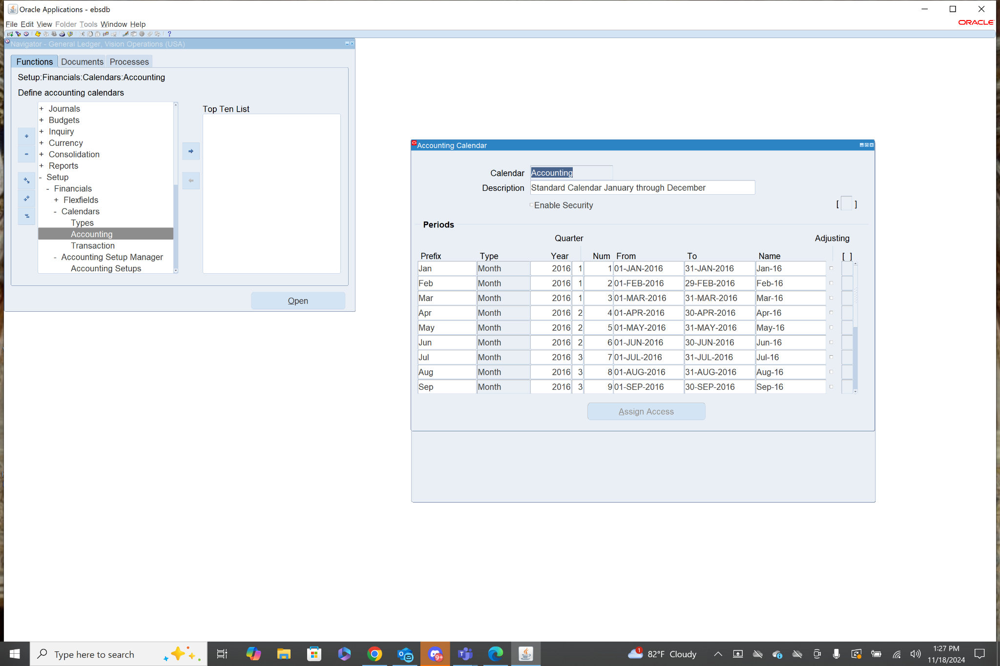 Oracle Applications - ebsdb
File Edit View Folder Tools Window Help
ORACLE
?
Navigator - General Ledger, Vision Operations (USA)
Functions Documents Processes
Setup:Financials:Calendars:Accounting
Define accounting calendars
+ Journals
+ Budgets
+ Inquiry
+ Currency
+ Consolidation
+ Reports
- Setup
- Financials
+ Flexfields
- Calendars
Types
Accounting
Transaction
- Accounting Setup Manager
Accounting Setups
Top Ten List
Open
Accounting Calendar
Calendar Accounting
Description Standard Calendar January through December
Enable Security
[ ]
Periods
Quarter Adjusting
Prefix Type Year Num From To Name [ ]
Jan Month 2016 1 1 01-JAN-2016 31-JAN-2016 Jan-16
Feb Month 2016 1 2 01-FEB-2016 29-FEB-2016 Feb-16
Mar Month 2016 1 3 01-MAR-2016 31-MAR-2016 Mar-16
Apr Month 2016 2 4 01-APR-2016 30-APR-2016 Apr-16
May Month 2016 2 5 01-MAY-2016 31-MAY-2016 May-16
Jun Month 2016 2 6 01-JUN-2016 30-JUN-2016 Jun-16
Jul Month 2016 3 7 01-JUL-2016 31-JUL-2016 Jul-16
Aug Month 2016 3 8 01-AUG-2016 31-AUG-2016 Aug-16
Sep Month 2016 3 9 01-SEP-2016 30-SEP-2016 Sep-16
Assign Access
Type here to search
9+
1
82°F Cloudy
1:27 PM
11/18/2024